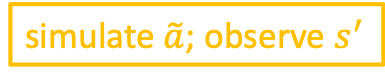 simulate ã; observe s′